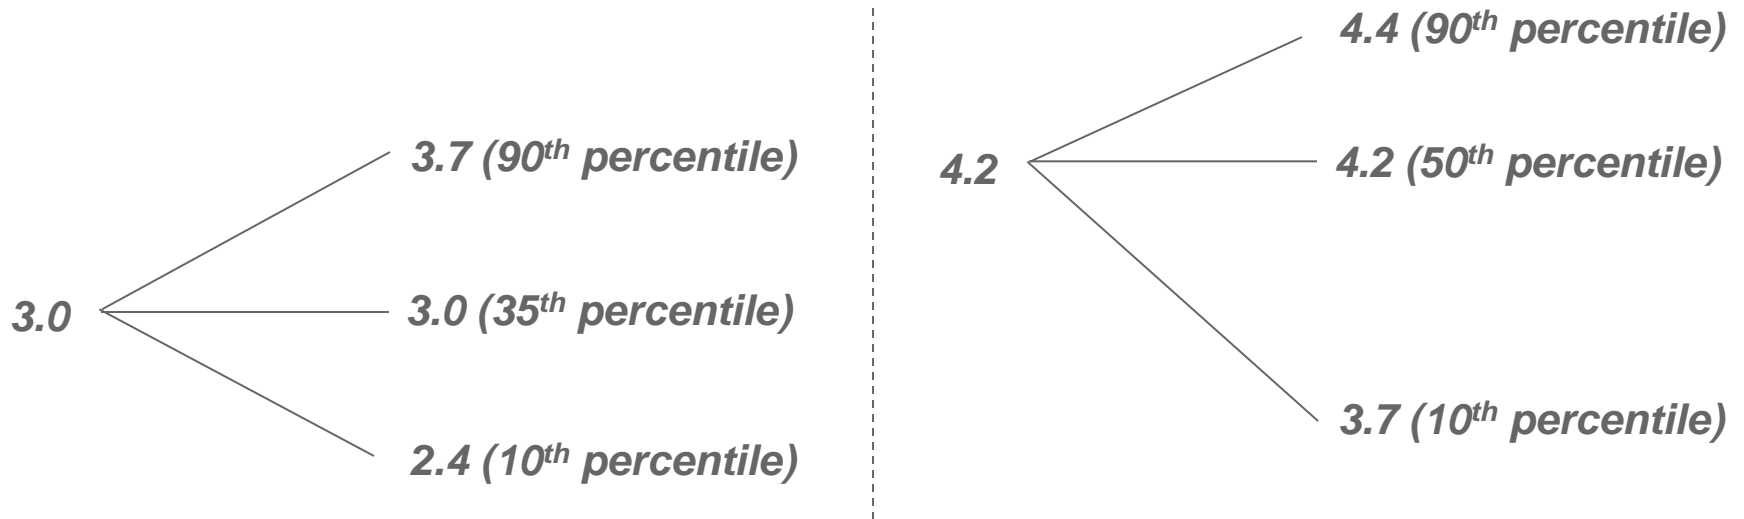 3.0
3.7 (90th percentile)
3.0 (35th percentile)
2.4 (10th percentile)
4.2
4.4 (90th percentile)
4.2 (50th percentile)
3.7 (10th percentile)